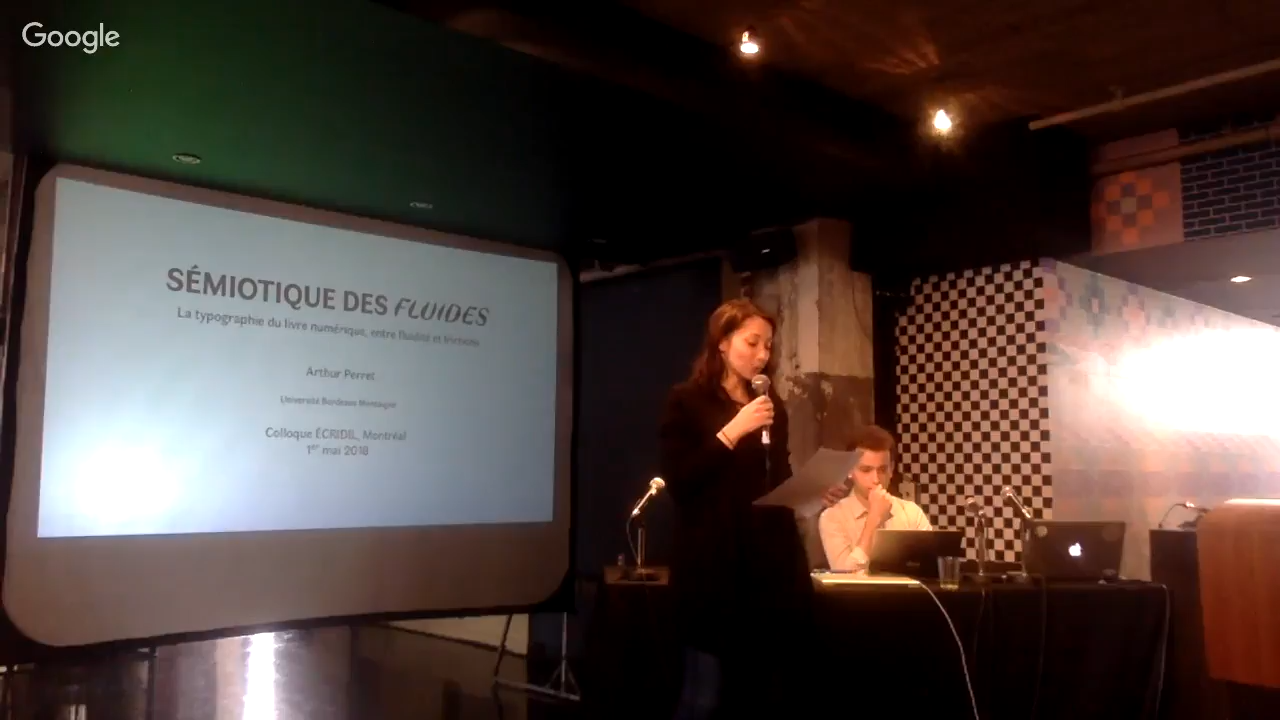 Google
SÉMIOTIQUE DES FLUIDES
La typographie du livre numérique, entre fluidité et frictions
Arthur Perret
Université Bordeaux Montaigne
Colloque ÉCRIDIL, Montréal
1er mai 2018